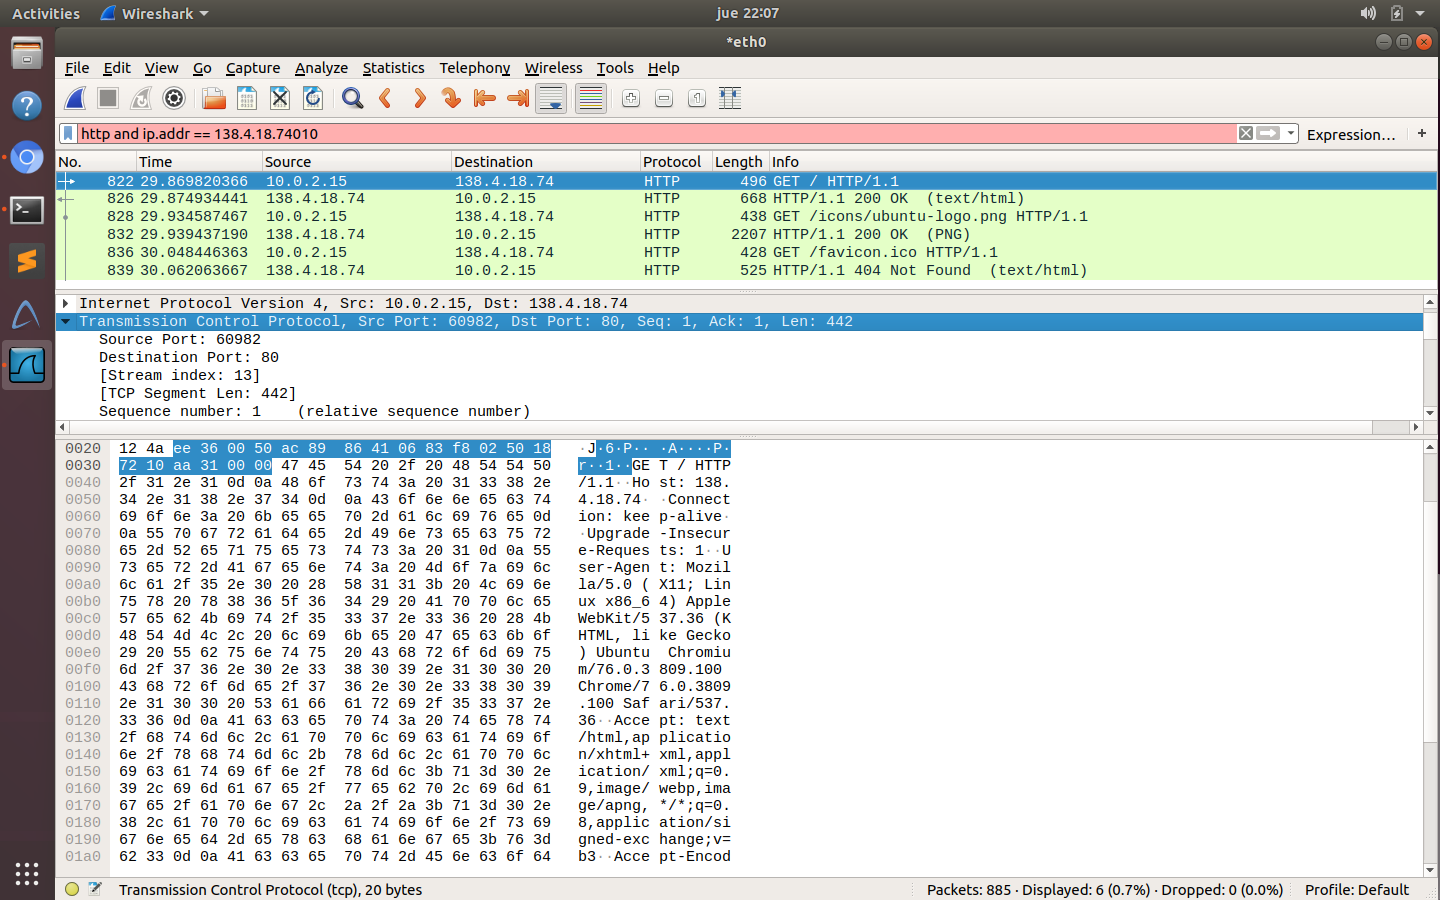 Activities Wireshark jue 22:07
*eth0
File Edit View Go Capture Analyze Statistics Telephony Wireless Tools Help
http and ip.addr == 138.4.18.74010 Expression… +
No. Time Source Destination Protocol Length Info
822 29.869820366 10.0.2.15 138.4.18.74 HTTP 496 GET / HTTP/1.1
826 29.874934441 138.4.18.74 10.0.2.15 HTTP 668 HTTP/1.1 200 OK  (text/html)
828 29.934587467 10.0.2.15 138.4.18.74 HTTP 438 GET /icons/ubuntu-logo.png HTTP/1.1
832 29.939437190 138.4.18.74 10.0.2.15 HTTP 2207 HTTP/1.1 200 OK  (PNG)
836 30.048446363 10.0.2.15 138.4.18.74 HTTP 428 GET /favicon.ico HTTP/1.1
839 30.062063667 138.4.18.74 10.0.2.15 HTTP 525 HTTP/1.1 404 Not Found  (text/html)
Internet Protocol Version 4, Src: 10.0.2.15, Dst: 138.4.18.74
Transmission Control Protocol, Src Port: 60982, Dst Port: 80, Seq: 1, Ack: 1, Len: 442
Source Port: 60982
Destination Port: 80
[Stream index: 13]
[TCP Segment Len: 442]
Sequence number: 1    (relative sequence number)
0020 12 4a ee 36 00 50 ac 89 86 41 06 83 f8 02 50 18 ·J·6·P·· ·A····P·
0030 72 10 aa 31 00 00 47 45 54 20 2f 20 48 54 54 50 r··1··GE T / HTTP
0040 2f 31 2e 31 0d 0a 48 6f 73 74 3a 20 31 33 38 2e /1.1··Ho st: 138.
0050 34 2e 31 38 2e 37 34 0d 0a 43 6f 6e 6e 65 63 74 4.18.74· ·Connect
0060 69 6f 6e 3a 20 6b 65 65 70 2d 61 6c 69 76 65 0d ion: kee p-alive·
0070 0a 55 70 67 72 61 64 65 2d 49 6e 73 65 63 75 72 ·Upgrade -Insecur
0080 65 2d 52 65 71 75 65 73 74 73 3a 20 31 0d 0a 55 e-Reques ts: 1··U
0090 73 65 72 2d 41 67 65 6e 74 3a 20 4d 6f 7a 69 6c ser-Agen t: Mozil
00a0 6c 61 2f 35 2e 30 20 28 58 31 31 3b 20 4c 69 6e la/5.0 ( X11; Lin
00b0 75 78 20 78 38 36 5f 36 34 29 20 41 70 70 6c 65 ux x86_6 4) Apple
00c0 57 65 62 4b 69 74 2f 35 33 37 2e 33 36 20 28 4b WebKit/5 37.36 (K
00d0 48 54 4d 4c 2c 20 6c 69 6b 65 20 47 65 63 6b 6f HTML, li ke Gecko
00e0 29 20 55 62 75 6e 74 75 20 43 68 72 6f 6d 69 75 ) Ubuntu  Chromiu
00f0 6d 2f 37 36 2e 30 2e 33 38 30 39 2e 31 30 30 20 m/76.0.3 809.100
0100 43 68 72 6f 6d 65 2f 37 36 2e 30 2e 33 38 30 39 Chrome/7 6.0.3809
0110 2e 31 30 30 20 53 61 66 61 72 69 2f 35 33 37 2e .100 Saf ari/537.
0120 33 36 0d 0a 41 63 63 65 70 74 3a 20 74 65 78 74 36··Acce pt: text
0130 2f 68 74 6d 6c 2c 61 70 70 6c 69 63 61 74 69 6f /html,ap plicatio
0140 6e 2f 78 68 74 6d 6c 2b 78 6d 6c 2c 61 70 70 6c n/xhtml+ xml,appl
0150 69 63 61 74 69 6f 6e 2f 78 6d 6c 3b 71 3d 30 2e ication/ xml;q=0.
0160 39 2c 69 6d 61 67 65 2f 77 65 62 70 2c 69 6d 61 9,image/ webp,ima
0170 67 65 2f 61 70 6e 67 2c 2a 2f 2a 3b 71 3d 30 2e ge/apng, */*;q=0.
0180 38 2c 61 70 70 6c 69 63 61 74 69 6f 6e 2f 73 69 8,applic ation/si
0190 67 6e 65 64 2d 65 78 63 68 61 6e 67 65 3b 76 3d gned-exc hange;v=
01a0 62 33 0d 0a 41 63 63 65 70 74 2d 45 6e 63 6f 64 b3··Acce pt-Encod
Transmission Control Protocol (tcp), 20 bytes Packets: 885 · Displayed: 6 (0.7%) · Dropped: 0 (0.0%) Profile: Default